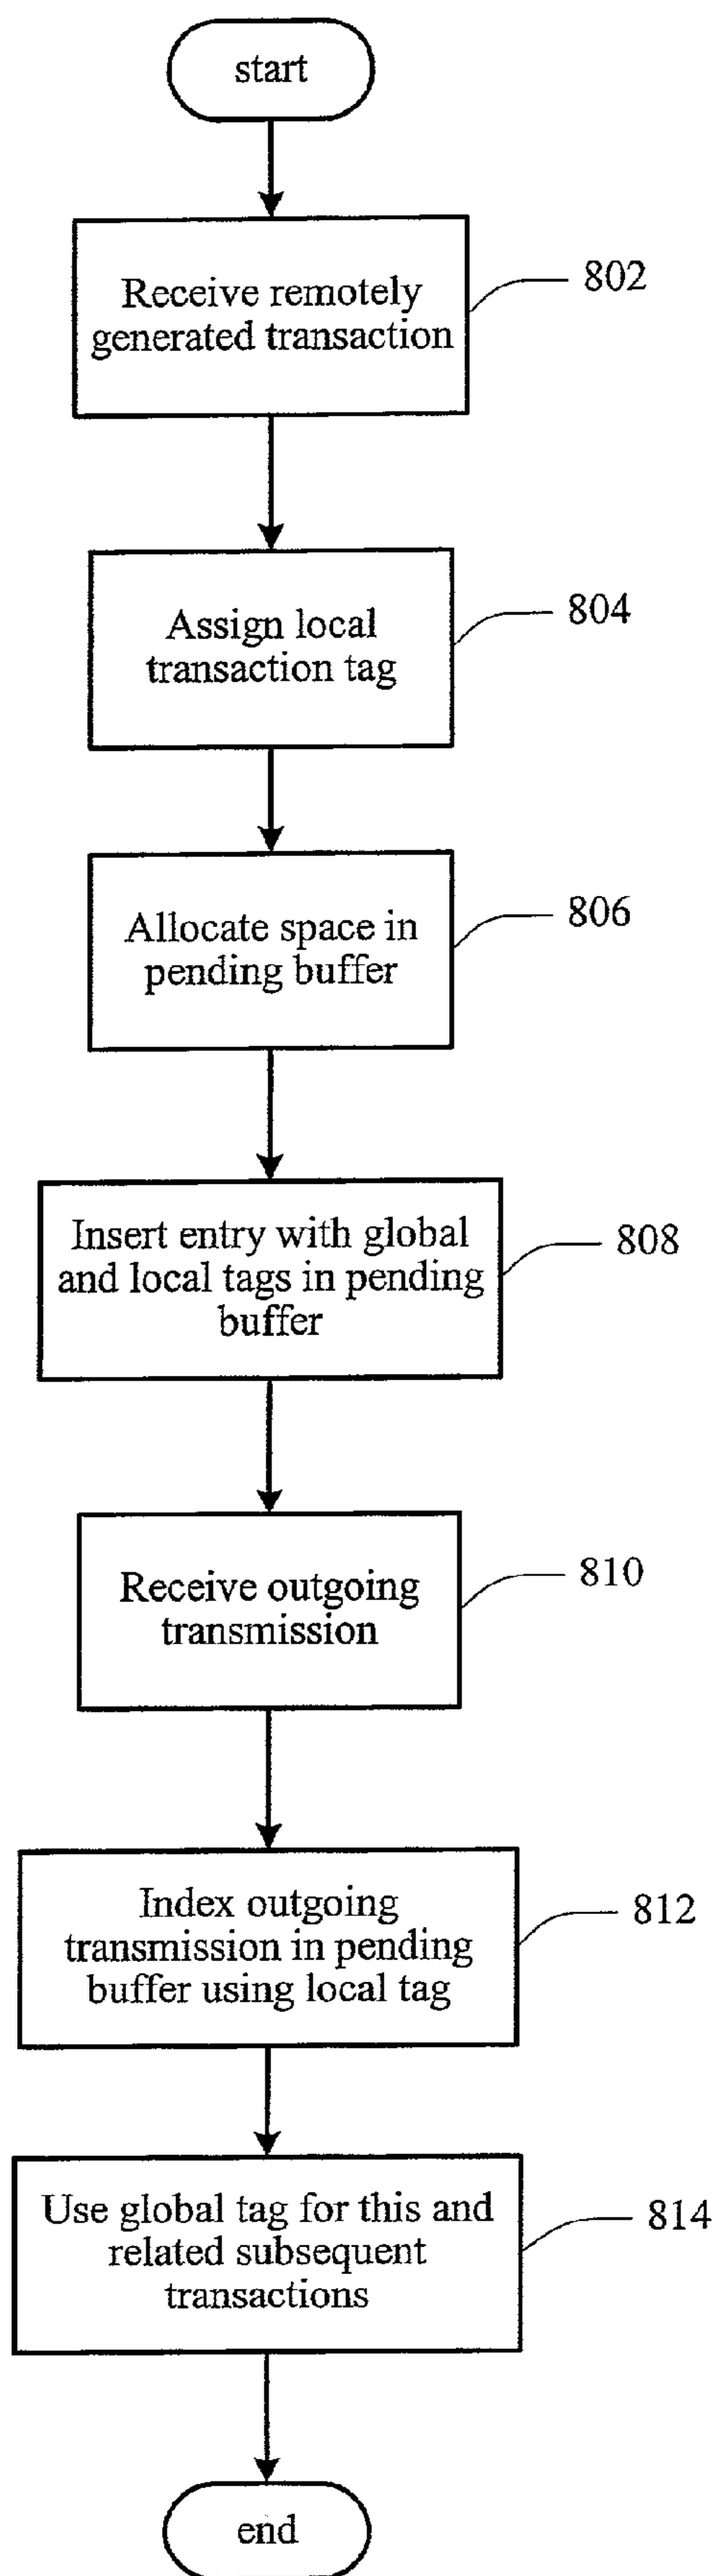 start
Receive remotely
generated transaction
802
Assign local
transaction tag
804
Allocate space in
pending buffer
806
Insert entry with global
and local tags in pending
buffer
808
Receive outgoing
transmission
810
Index outgoing
transmission in pending
buffer using local tag
812
Use global tag for this and
related subsequent
transactions
814
end